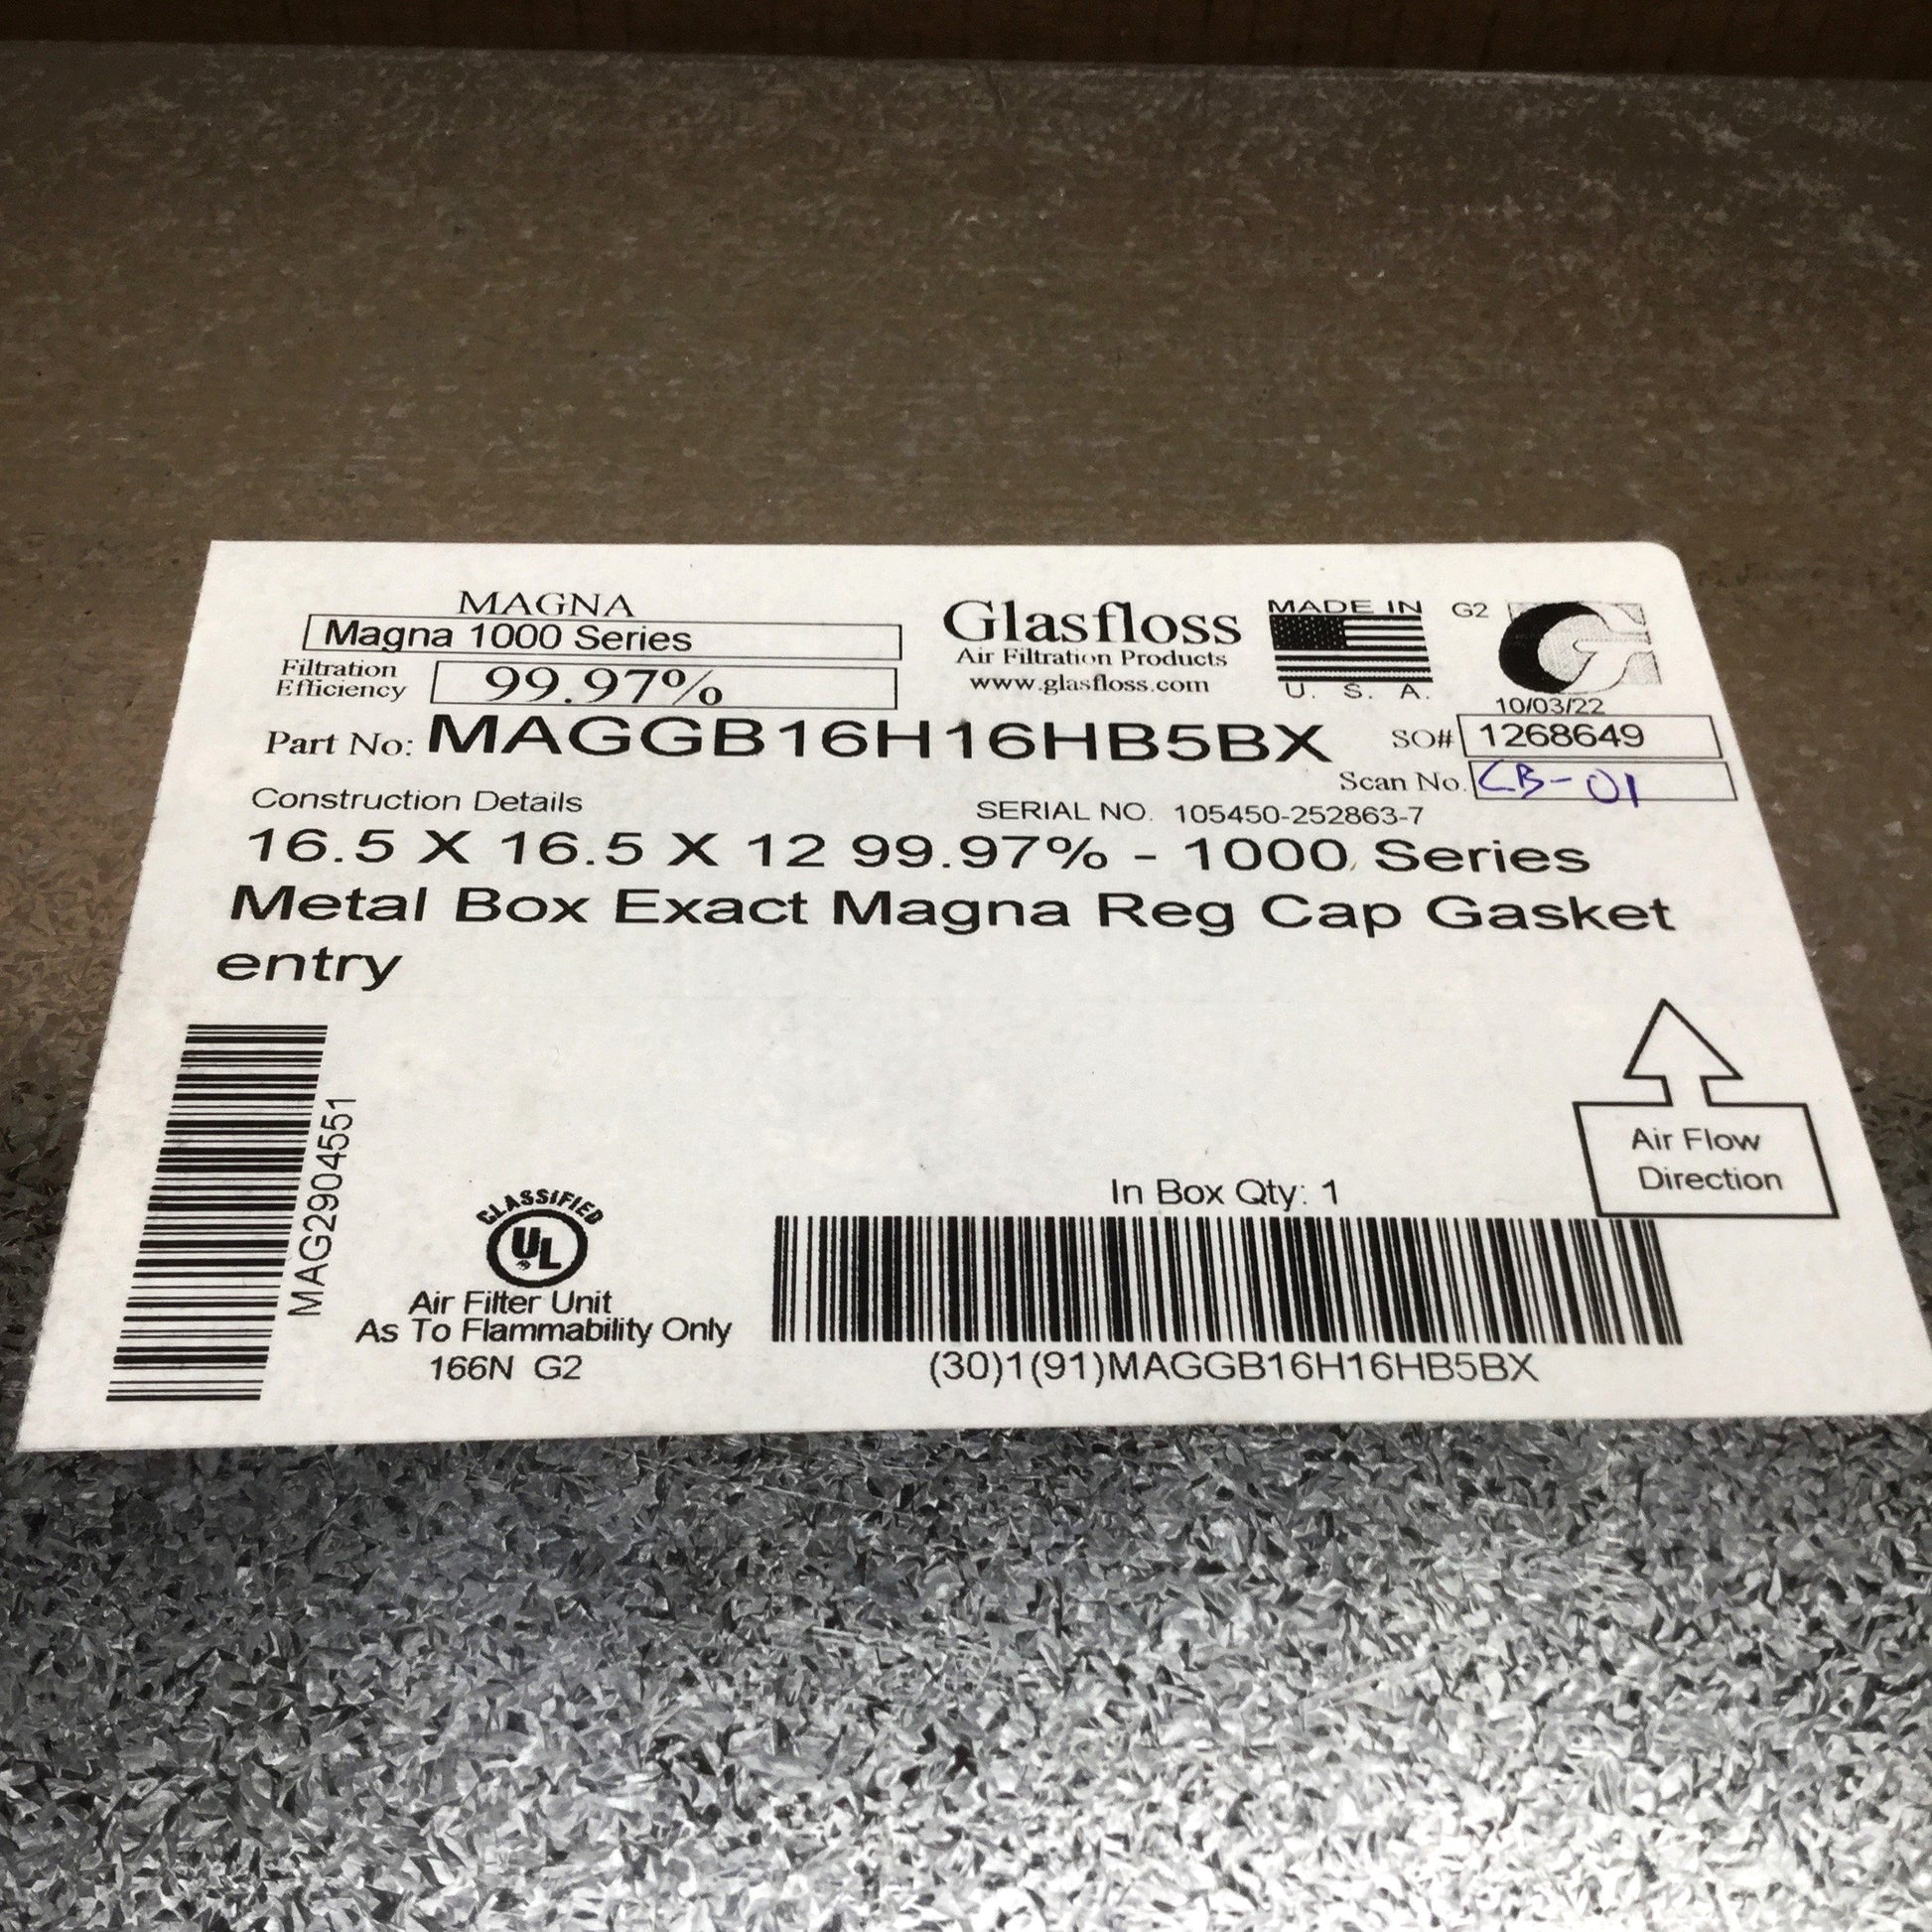 MAGNA
Magna 1000 Series
Filtration
Efficiency
99.97%
Glasfloss
Air Filtration Products
www.glasfloss.com
MADE IN
U. S. A.
G2
10/03/22
Part No: MAGGB16H16HB5BX
SO# 1268649
Scan No. CB-01
Construction Details
SERIAL NO. 105450-252863-7
16.5 X 16.5 X 12 99.97% - 1000 Series
Metal Box Exact Magna Reg Cap Gasket
entry
MAG2904551
CLASSIFIED
UL
Air Filter Unit
As To Flammability Only
166N G2
In Box Qty: 1
(30)1(91)MAGGB16H16HB5BX
Air Flow
Direction